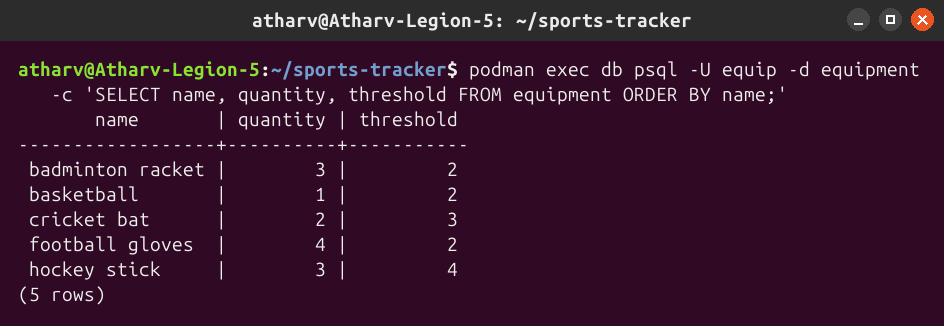 atharv@Atharv-Legion-5: ~/sports-tracker
atharv@Atharv-Legion-5:~/sports-tracker$ podman exec db psql -U equip -d equipment
   -c 'SELECT name, quantity, threshold FROM equipment ORDER BY name;'
       name       | quantity | threshold
------------------+----------+-----------
 badminton racket |        3 |         2
 basketball       |        1 |         2
 cricket bat      |        2 |         3
 football gloves  |        4 |         2
 hockey stick     |        3 |         4
(5 rows)